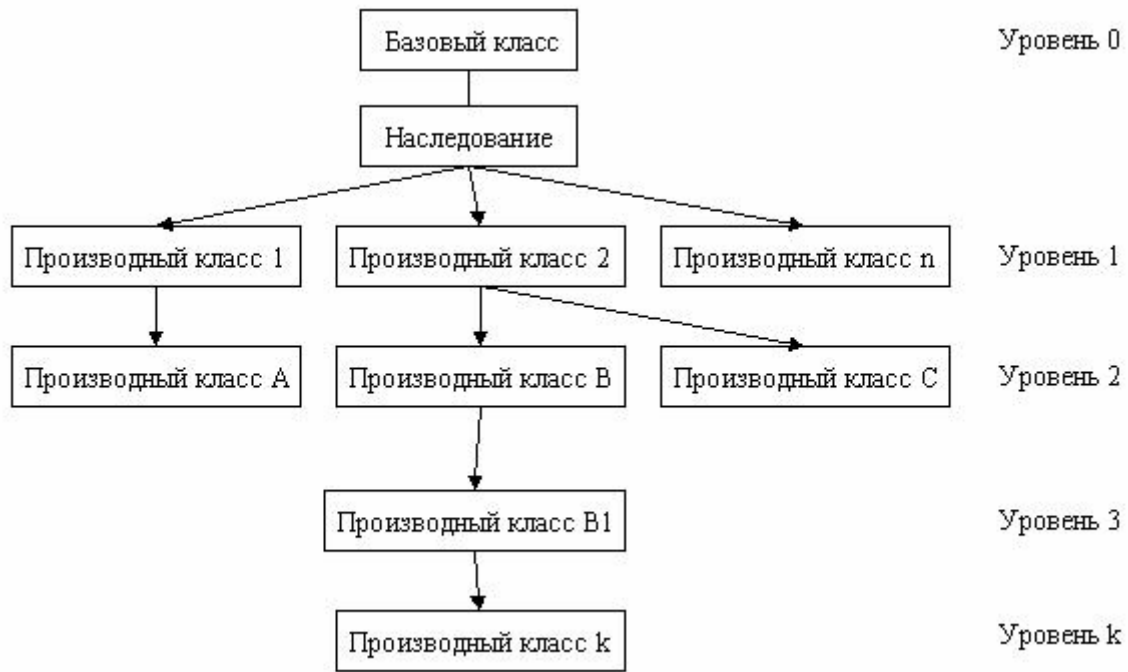 Базовый класс
Уровень 0
Наследование
Производный класс 1
Производный класс 2
Производный класс n
Уровень 1
Производный класс A
Производный класс B
Производный класс C
Уровень 2
Производный класс B1
Уровень 3
Производный класс k
Уровень k